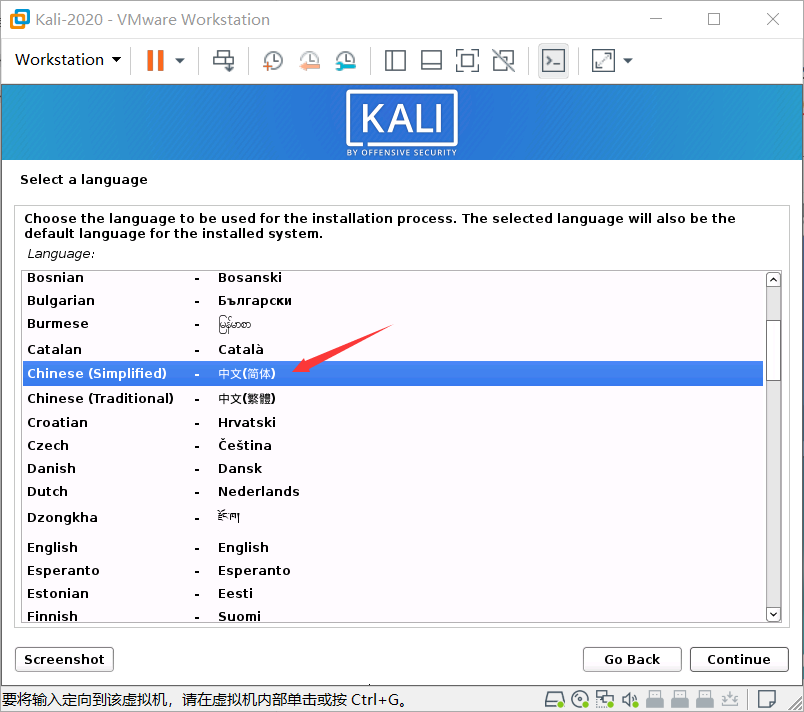 Kali-2020 - VMware Workstation
Workstation
KALI
BY OFFENSIVE SECURITY
Select a language
Choose the language to be used for the installation process. The selected language will also be the
default language for the installed system.
Language:
Bosnian - Bosanski
Bulgarian - Български
Burmese - မြန်မာစာ
Catalan - Català
Chinese (Simplified) - 中文(简体)
Chinese (Traditional) - 中文(繁體)
Croatian - Hrvatski
Czech - Čeština
Danish - Dansk
Dutch - Nederlands
Dzongkha - རྫོང་ཁ།
English - English
Esperanto - Esperanto
Estonian - Eesti
Finnish - Suomi
Screenshot Go Back Continue
要将输入定向到该虚拟机，请在虚拟机内部单击或按 Ctrl+G。